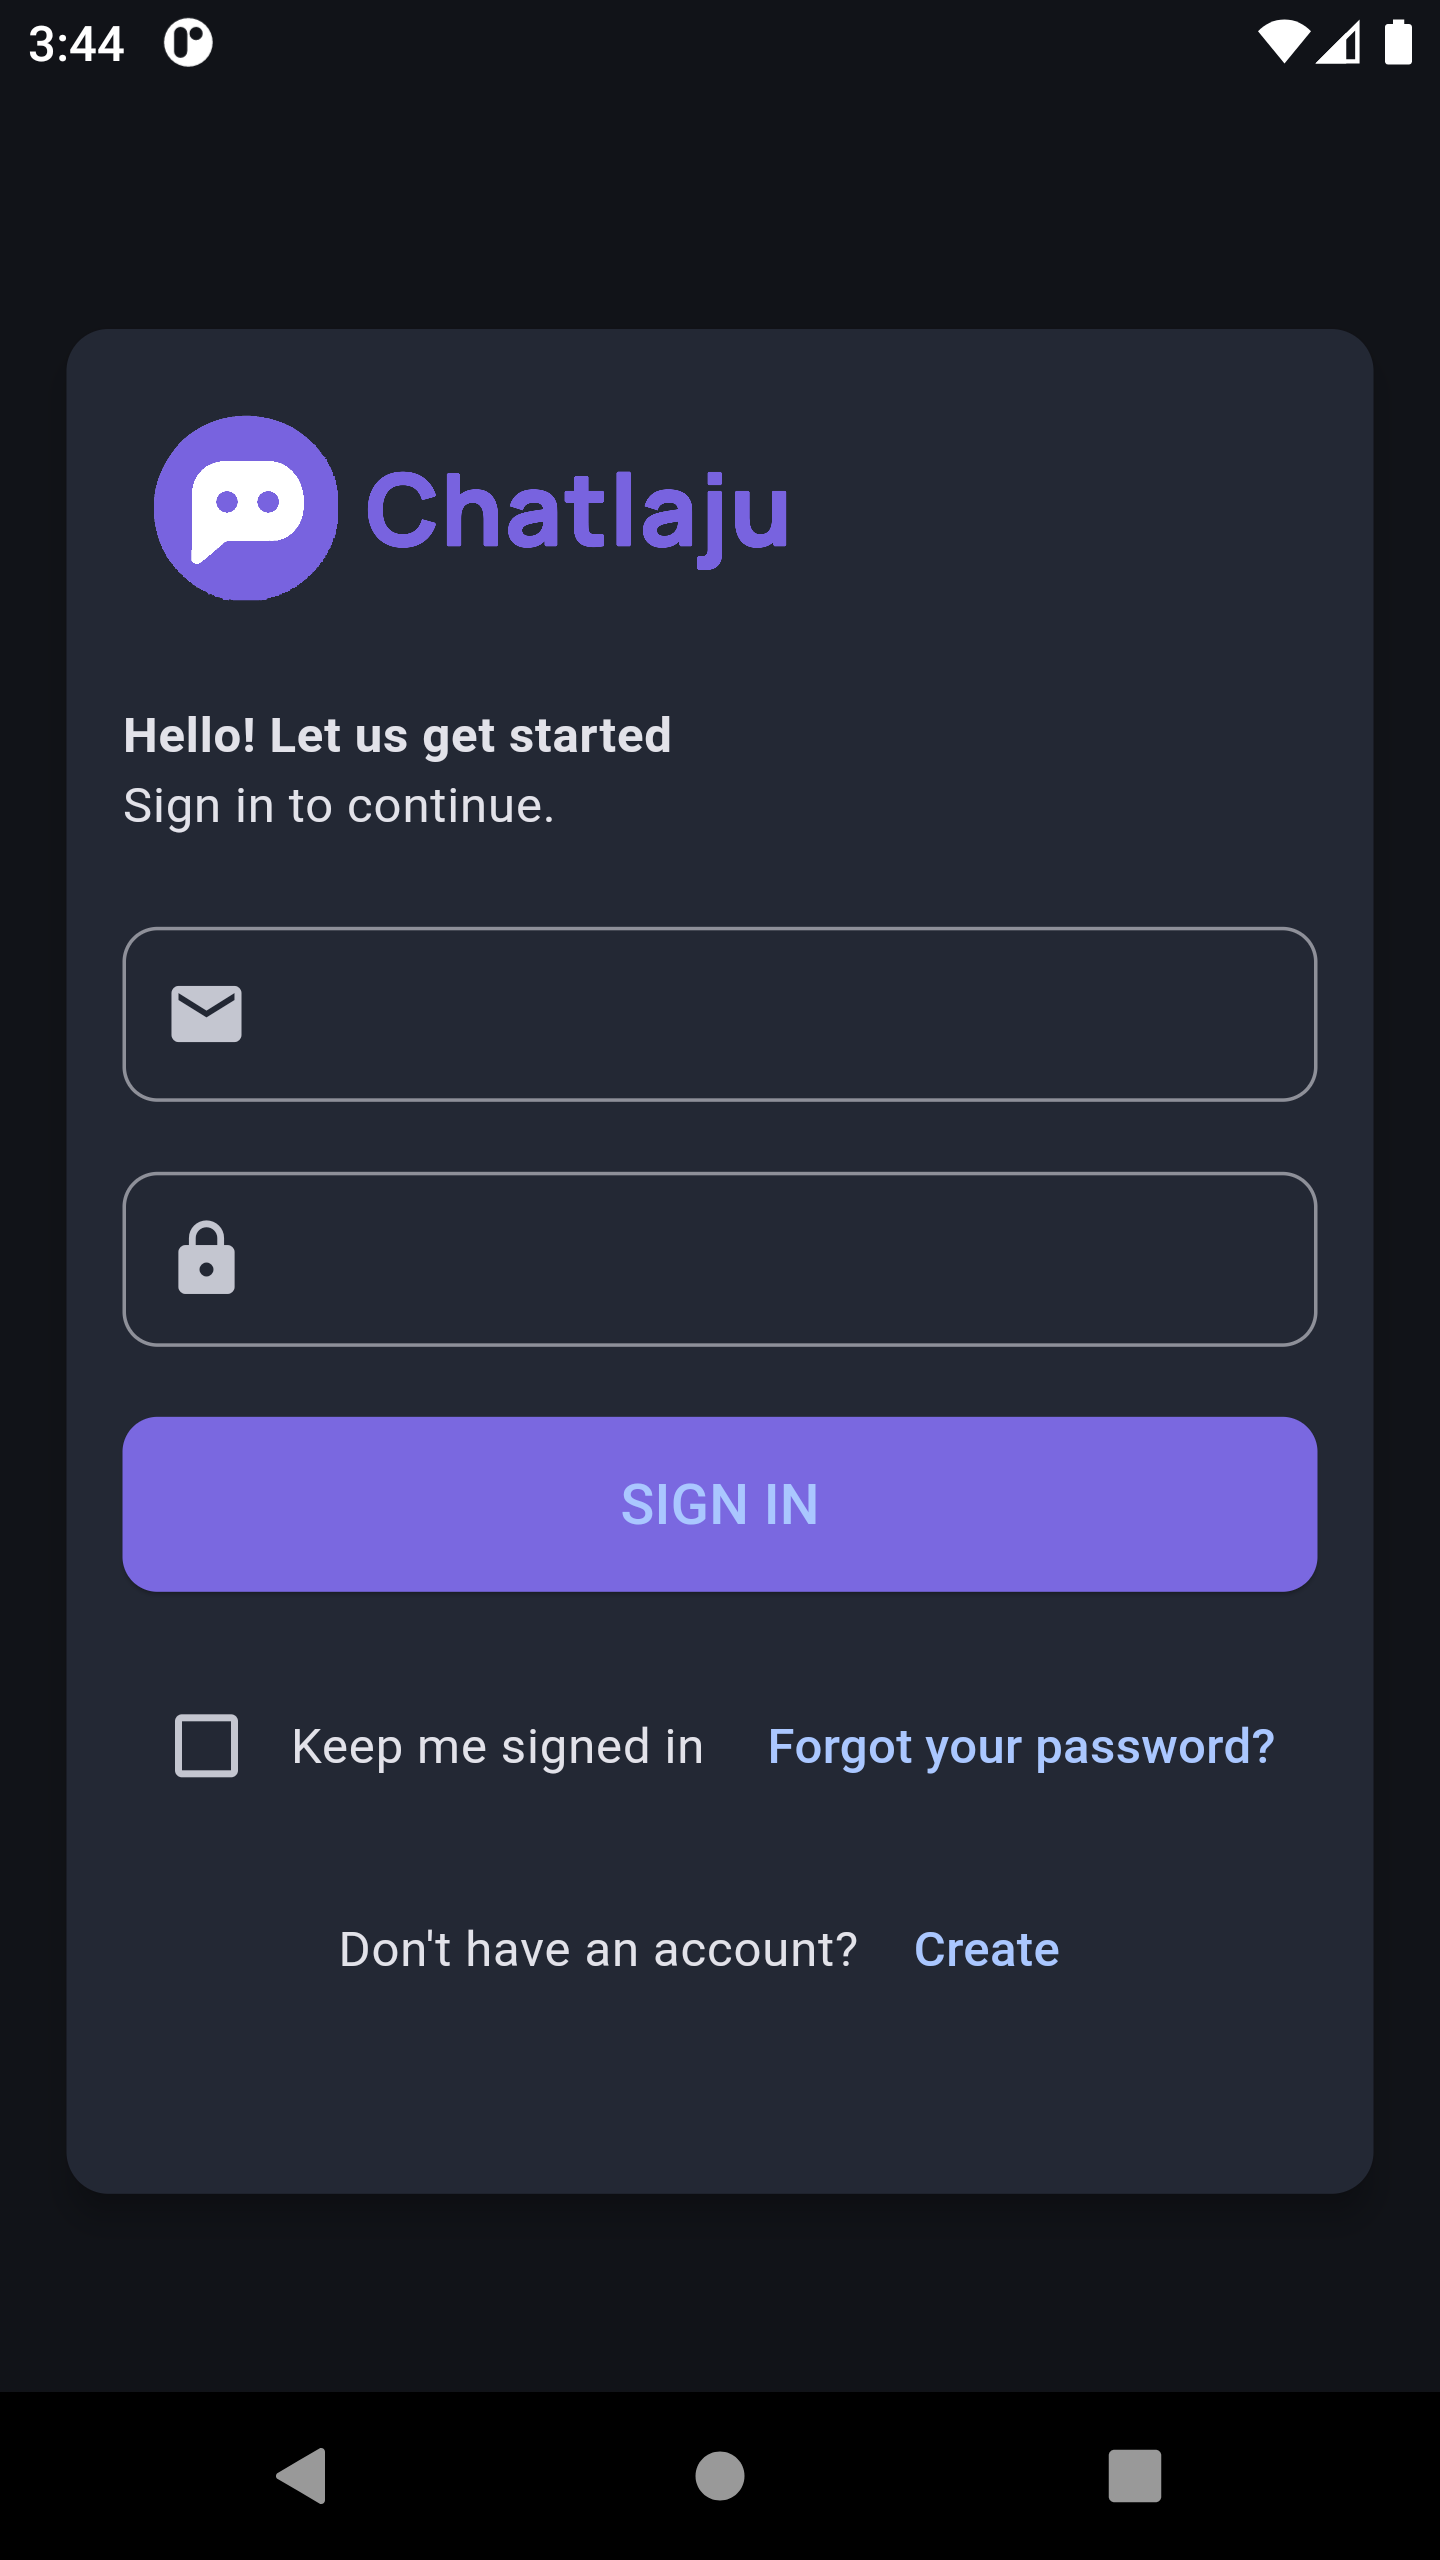 3:44
Chatlaju
Hello! Let us get started
Sign in to continue.
SIGN IN
Keep me signed in Forgot your password?
Don't have an account? Create